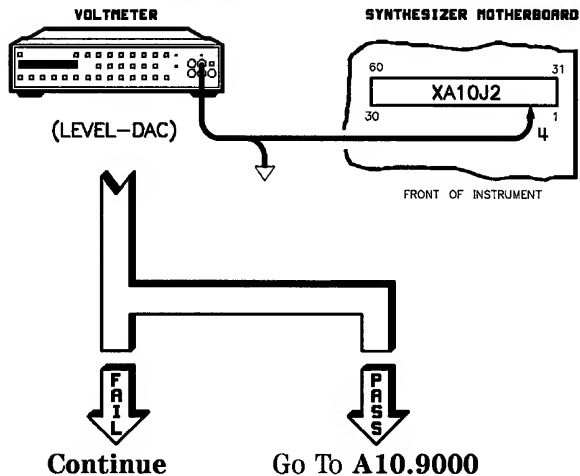 VOLTMETER
SYNTHESIZER MOTHERBOARD
60 31
XA10J2
30 1
4
(LEVEL-DAC)
FRONT OF INSTRUMENT
FAIL
PASS
Continue
Go To A10.9000